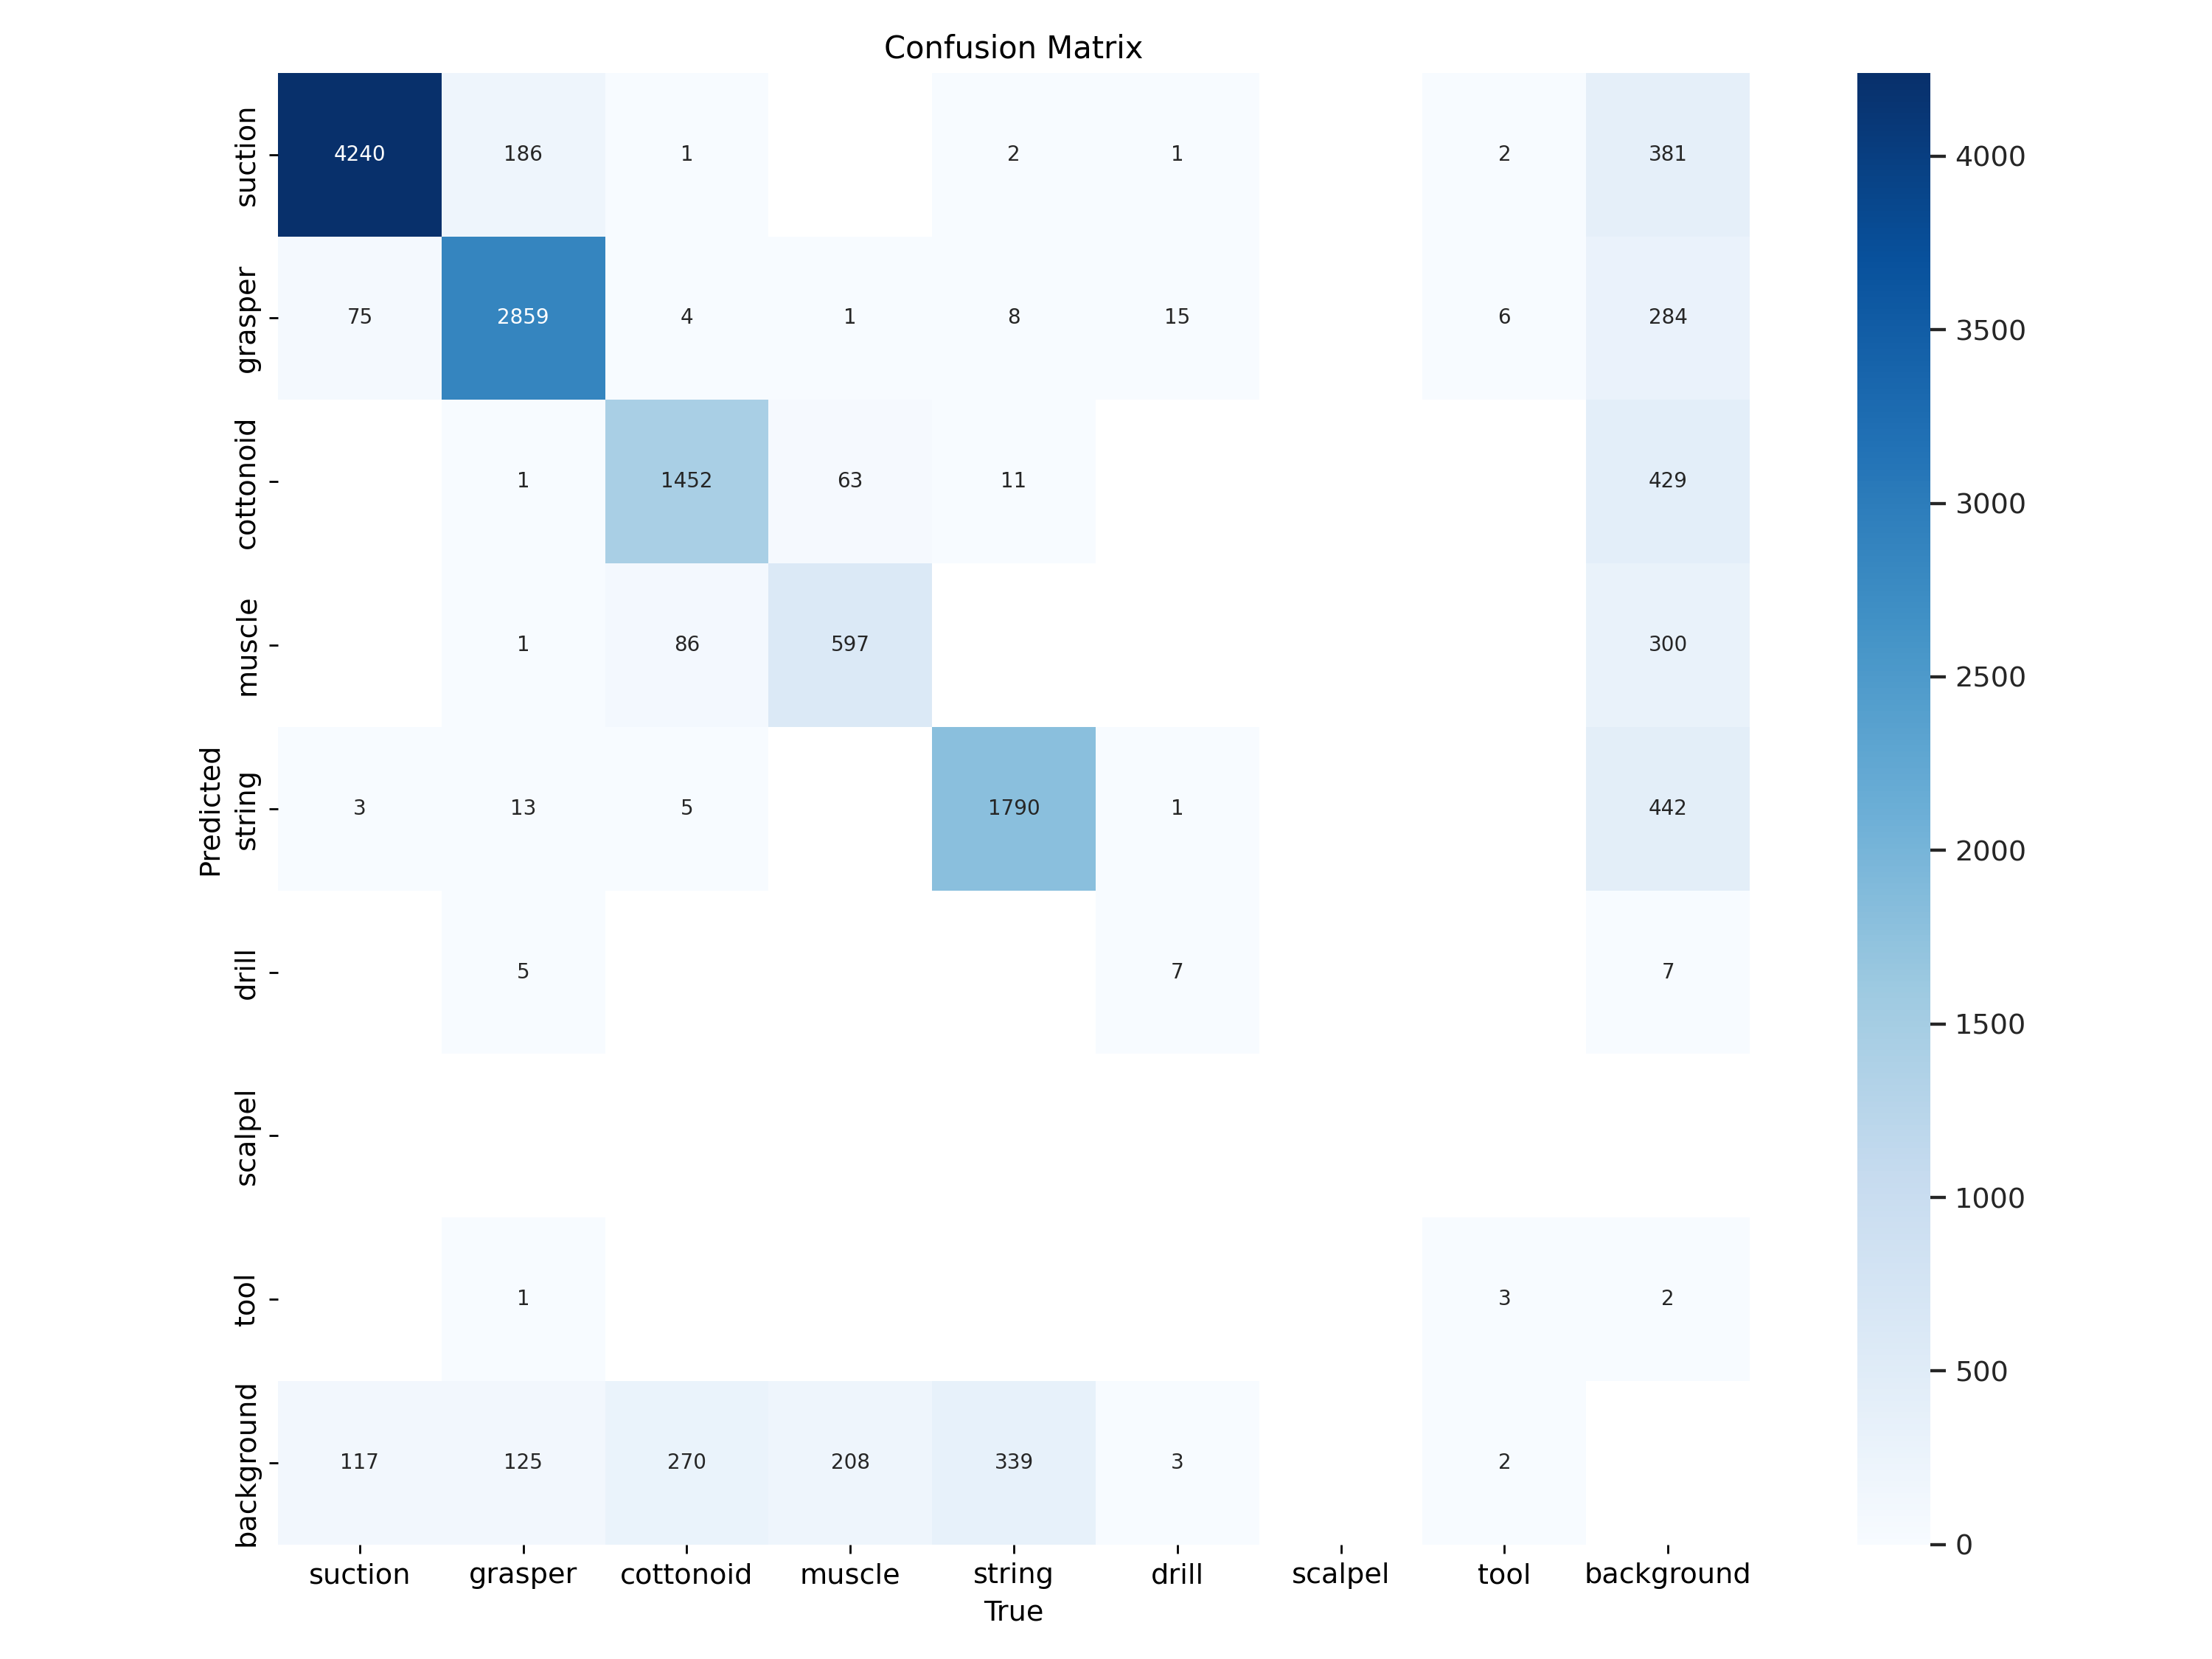 Confusion Matrix
suction 4240 186 1 2 1 2 381
grasper 75 2859 4 1 8 15 6 284
cottonoid 1 1452 63 11 429
muscle 1 86 597 300
string 3 13 5 1790 1 442
drill 5 7 7
scalpel
tool 1 3 2
background 117 125 270 208 339 3 2
Predicted
suction grasper cottonoid muscle string drill scalpel tool background
True
4000
3500
3000
2500
2000
1500
1000
500
0